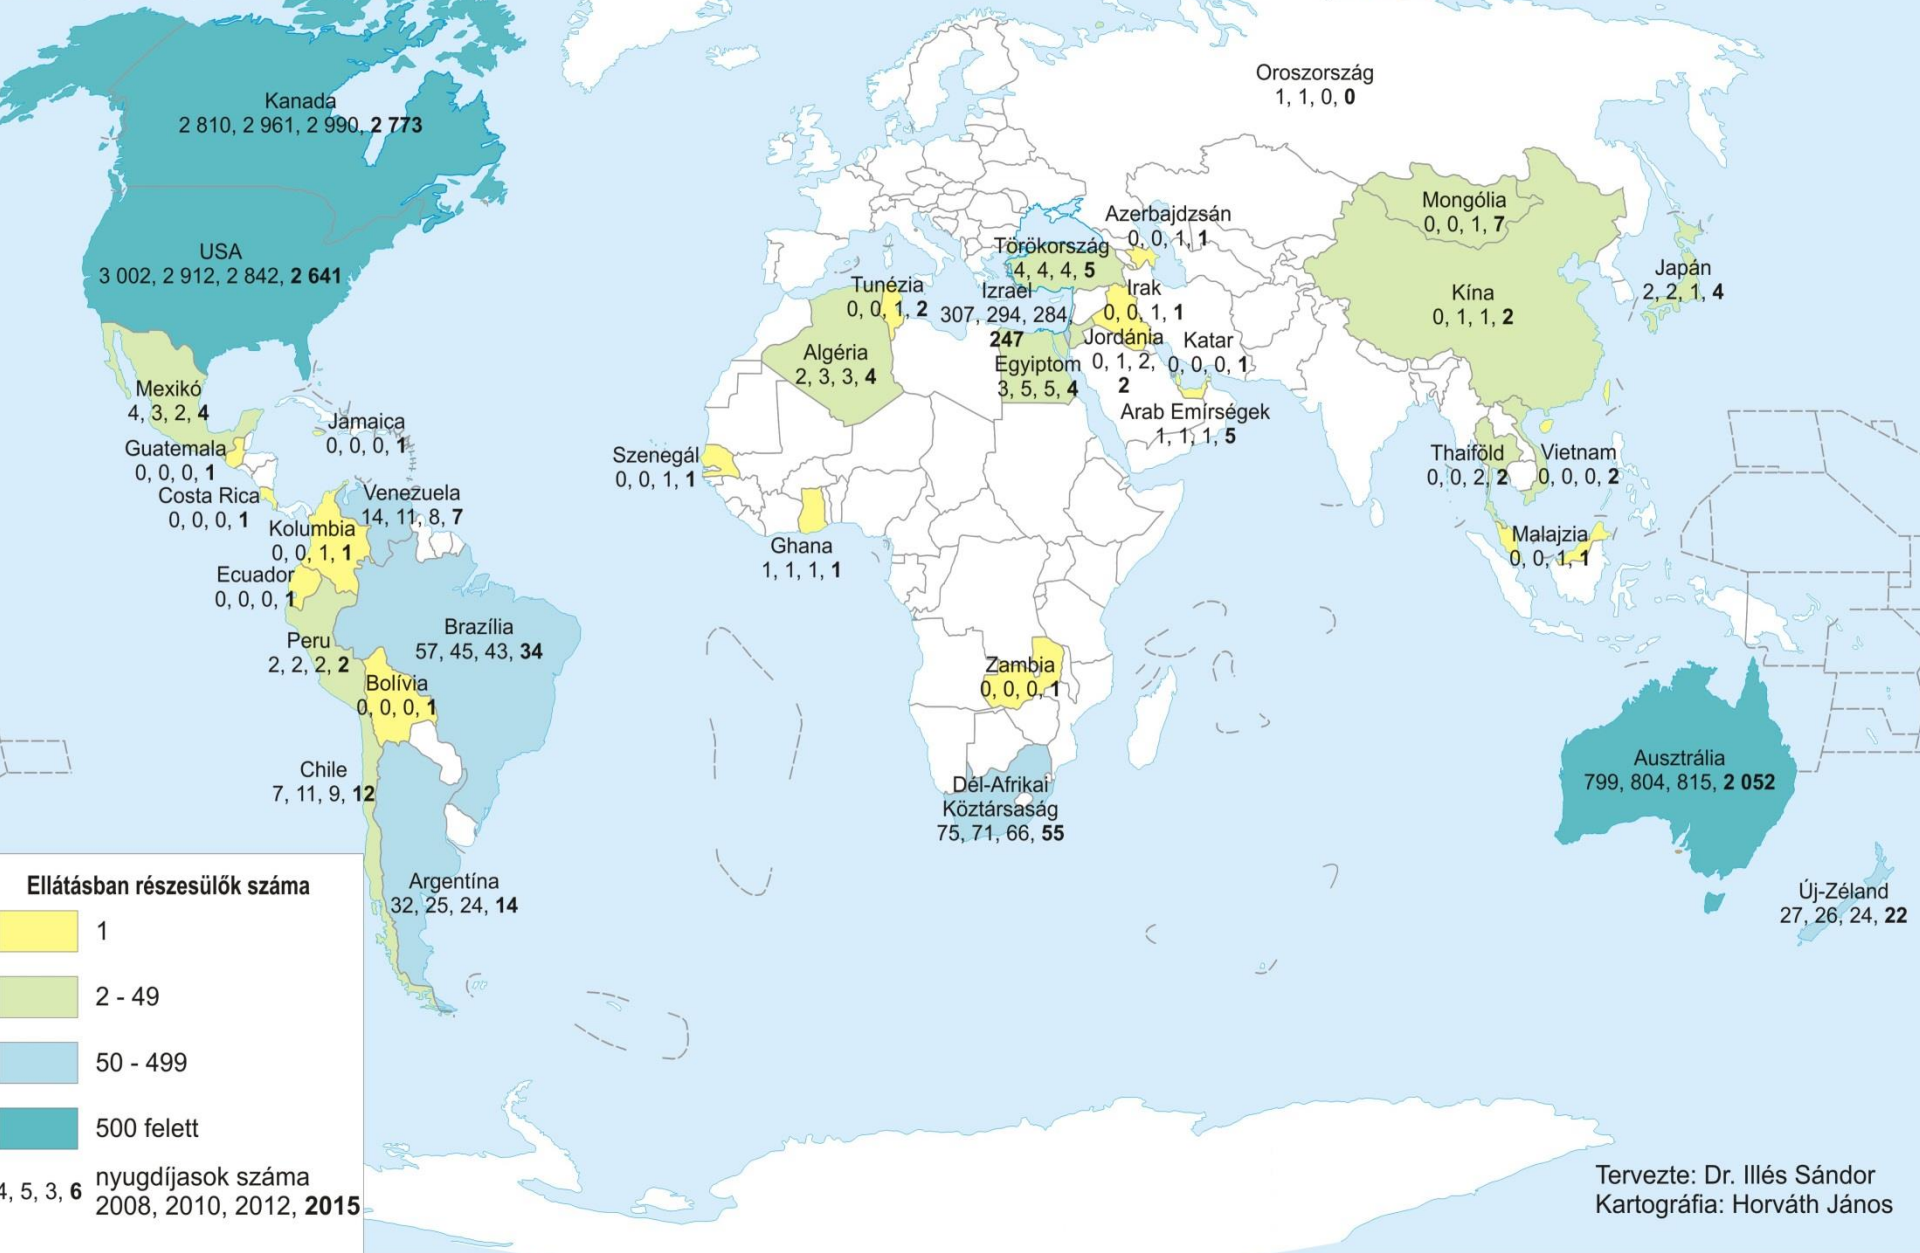 Kanada
2 810, 2 961, 2 990, 2 773
USA
3 002, 2 912, 2 842, 2 641
Mexikó
4, 3, 2, 4
Guatemala
0, 0, 0, 1
Costa Rica
0, 0, 0, 1
Jamaica
0, 0, 0, 1
Venezuela
14, 11, 8, 7
Kolumbia
0, 0, 1, 1
Ecuador
0, 0, 0, 1
Peru
2, 2, 2, 2
Brazília
57, 45, 43, 34
Bolívia
0, 0, 0, 1
Chile
7, 11, 9, 12
Argentína
32, 25, 24, 14
Oroszország
1, 1, 0, 0
Azerbajdzsán
0, 0, 1, 1
Törökország
4, 4, 4, 5
Tunézia
0, 0, 1, 2
Izrael
307, 294, 284,
247
Irak
0, 0, 1, 1
Jordánia
0, 1, 2,
2
Katar
0, 0, 0, 1
Algéria
2, 3, 3, 4
Egyiptom
3, 5, 5, 4
Arab Emírségek
1, 1, 1, 5
Szenegál
0, 0, 1, 1
Ghana
1, 1, 1, 1
Zambia
0, 0, 0, 1
Dél-Afrikai
Köztársaság
75, 71, 66, 55
Mongólia
0, 0, 1, 7
Kína
0, 1, 1, 2
Japán
2, 2, 1, 4
Thaiföld
0, 0, 2, 2
Vietnam
0, 0, 0, 2
Malajzia
0, 0, 1, 1
Ausztrália
799, 804, 815, 2 052
Új-Zéland
27, 26, 24, 22
Ellátásban részesülők száma
1
2 - 49
50 - 499
500 felett
4, 5, 3, 6
nyugdíjasok száma
2008, 2010, 2012, 2015
Tervezte: Dr. Illés Sándor
Kartográfia: Horváth János